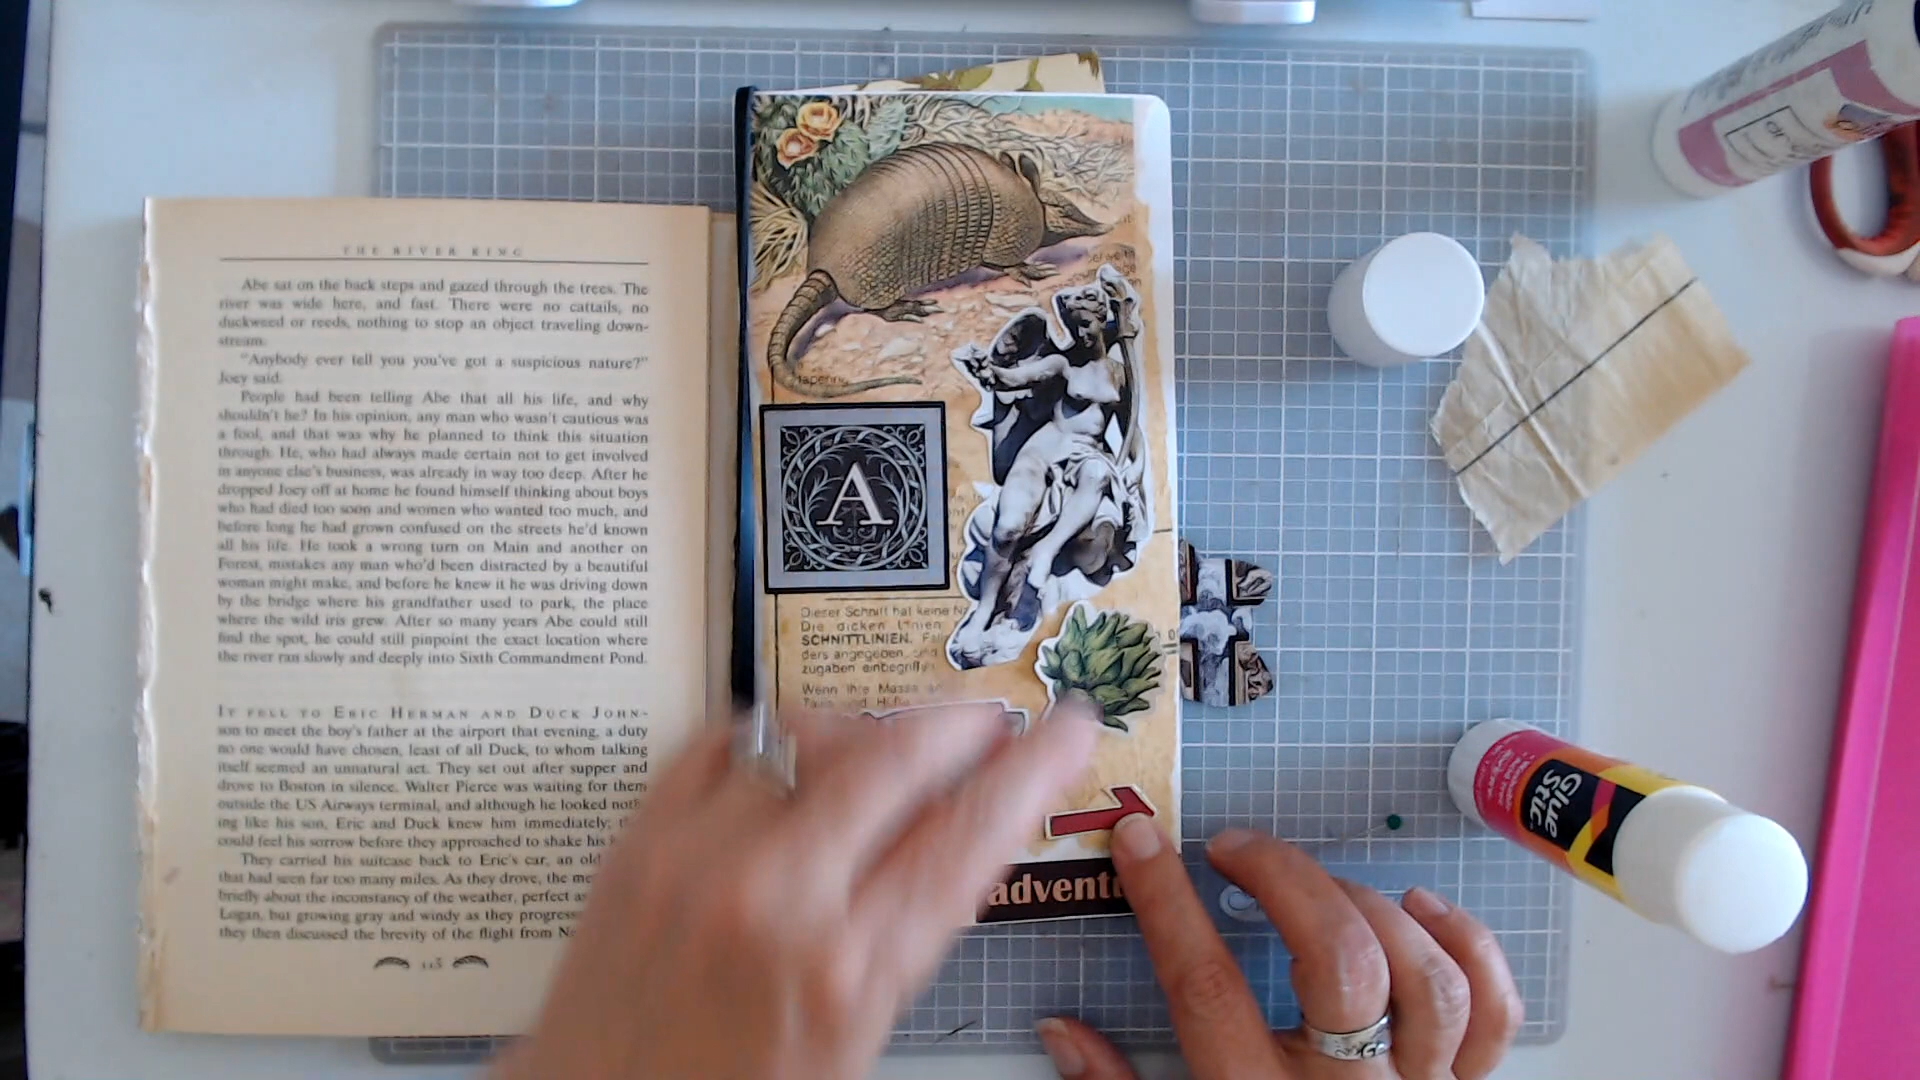 THE RIVER KING
Abe sat on the back steps and gazed through the trees. The
river was wide here, and fast. There were no cattails, no
duckweed or reeds, nothing to stop an object traveling down-
stream.
"Anybody ever tell you you've got a suspicious nature?"
Joey said.
People had been telling Abe that all his life, and why
shouldn't he? In his opinion, any man who wasn't cautious was
a fool, and that was why he planned to think this situation
through. He, who had always made certain not to get involved
in anyone else's business, was already in way too deep. After he
dropped Joey off at home he found himself thinking about boys
who had died too soon and women who wanted too much, and
before long he had grown confused on the streets he'd known
all his life. He took a wrong turn on Main and another on
Forest, mistakes any man who'd been distracted by a beautiful
woman might make, and before he knew it he was driving down
by the bridge where his grandfather used to park, the place
where the wild iris grew. After so many years Abe could still
find the spot, he could still pinpoint the exact location where
the river ran slowly and deeply into Sixth Commandment Pond.
IT FELL TO ERIC HERMAN AND DUCK JOHN-
son to meet the boy's father at the airport that evening, a duty
no one would have chosen, least of all Duck, to whom talking
itself seemed an unnatural act. They set out after supper and
drove to Boston in silence. Walter Pierce was waiting for them
outside the US Airways terminal, and although he looked noth-
ing like his son, Eric and Duck knew him immediately;
could feel his sorrow before they approached to shake his
They carried his suitcase back to Eric's car, an old
that had seen far too many miles. As they drove, the
briefly about the inconstancy of the weather, perfect
Logan, but growing gray and windy as they
they then discussed the brevity of the flight from
115
tapering
A
Dieser Schnitt hat keine
Die dicken Linien
SCHNITTLINIEN.
ders angegeben, sind
zugaben einbegriffen
Wenn Ihre Masse
Taille und
1
adventu
Glue
Stic